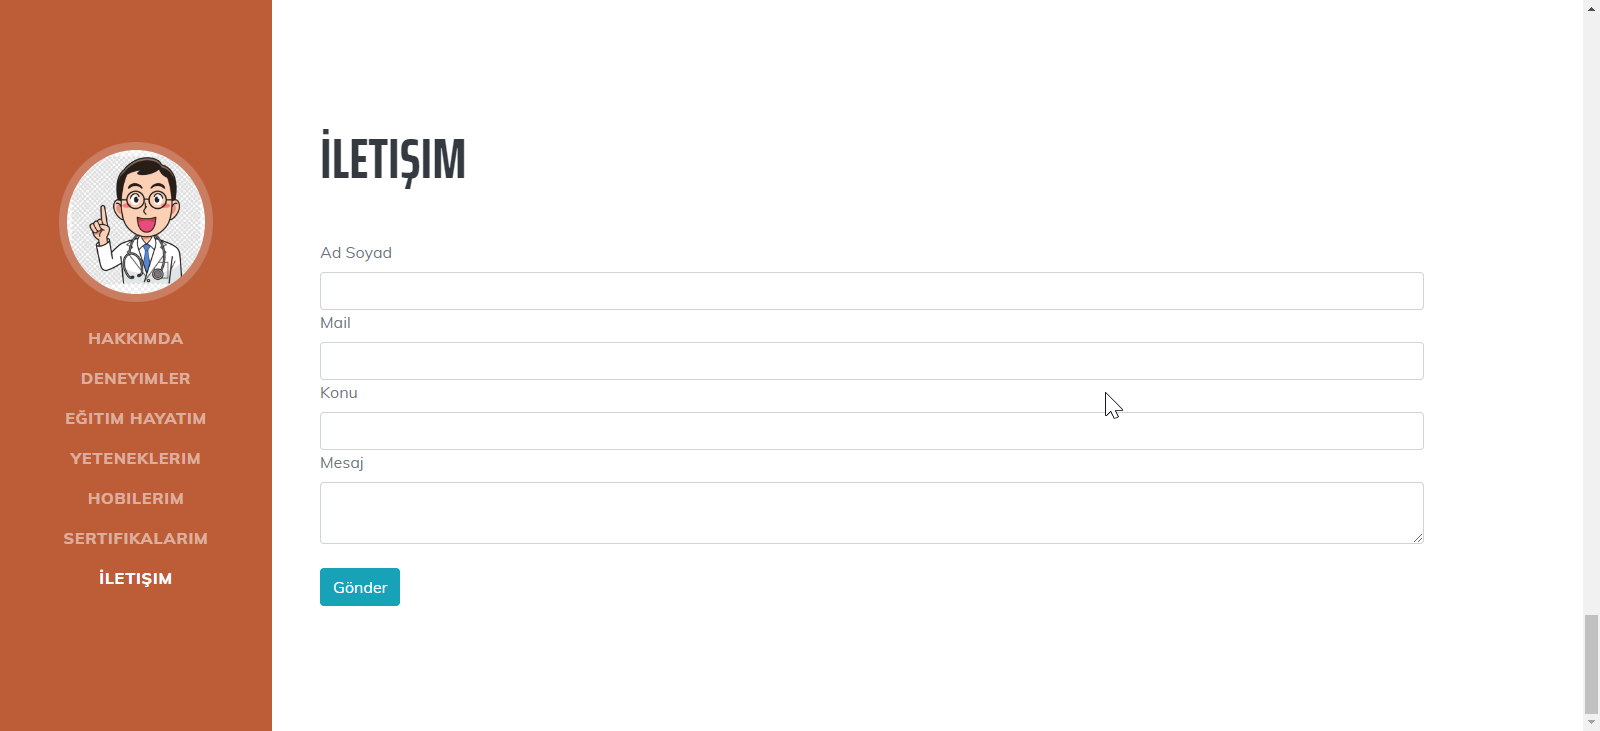 HAKKIMDA
DENEYIMLER
EĞITIM HAYATIM
YETENEKLERIM
HOBILERIM
SERTIFIKALARIM
İLETIŞIM
İLETIŞIM
Ad Soyad
Mail
Konu
Mesaj
Gönder